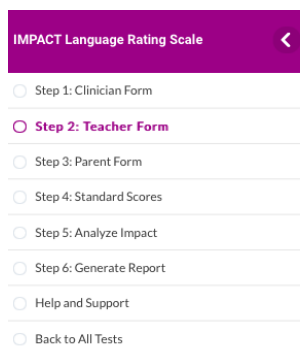 IMPACT Language Rating Scale
Step 1: Clinician Form
Step 2: Teacher Form
Step 3: Parent Form
Step 4: Standard Scores
Step 5: Analyze Impact
Step 6: Generate Report
Help and Support
Back to All Tests